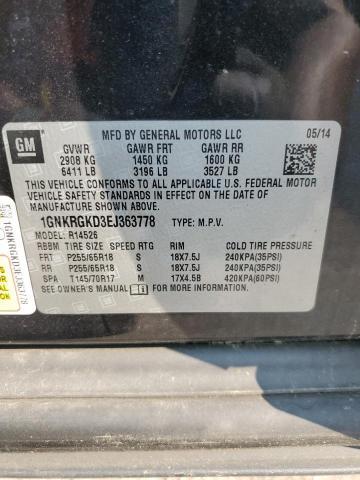 GM
MFD BY GENERAL MOTORS LLC 05/14
GVWR GAWR FRT GAWR RR
2908 KG 1450 KG 1600 KG
6411 LB 3196 LB 3527 LB
THIS VEHICLE CONFORMS TO ALL APPLICABLE U.S. FEDERAL MOTOR
VEHICLE SAFETY STANDARDS IN EFFECT ON THE DATE OF
MANUFACTURE SHOWN ABOVE.
1GNKRGKD3EJ363778 TYPE: M.P.V.
MODEL: R14526
RBBM TIRE SIZE SPEED RTG RIM COLD TIRE PRESSURE
FRT P255/65R18 S 18X7.5J 240KPA(35PSI)
RR P255/65R18 S 18X7.5J 240KPA(35PSI)
SPA T145/70R17 M 17X4.5B 420KPA(60PSI)
SEE OWNER'S MANUAL FOR MORE INFORMATION
1GNKRGKD3EJ363778